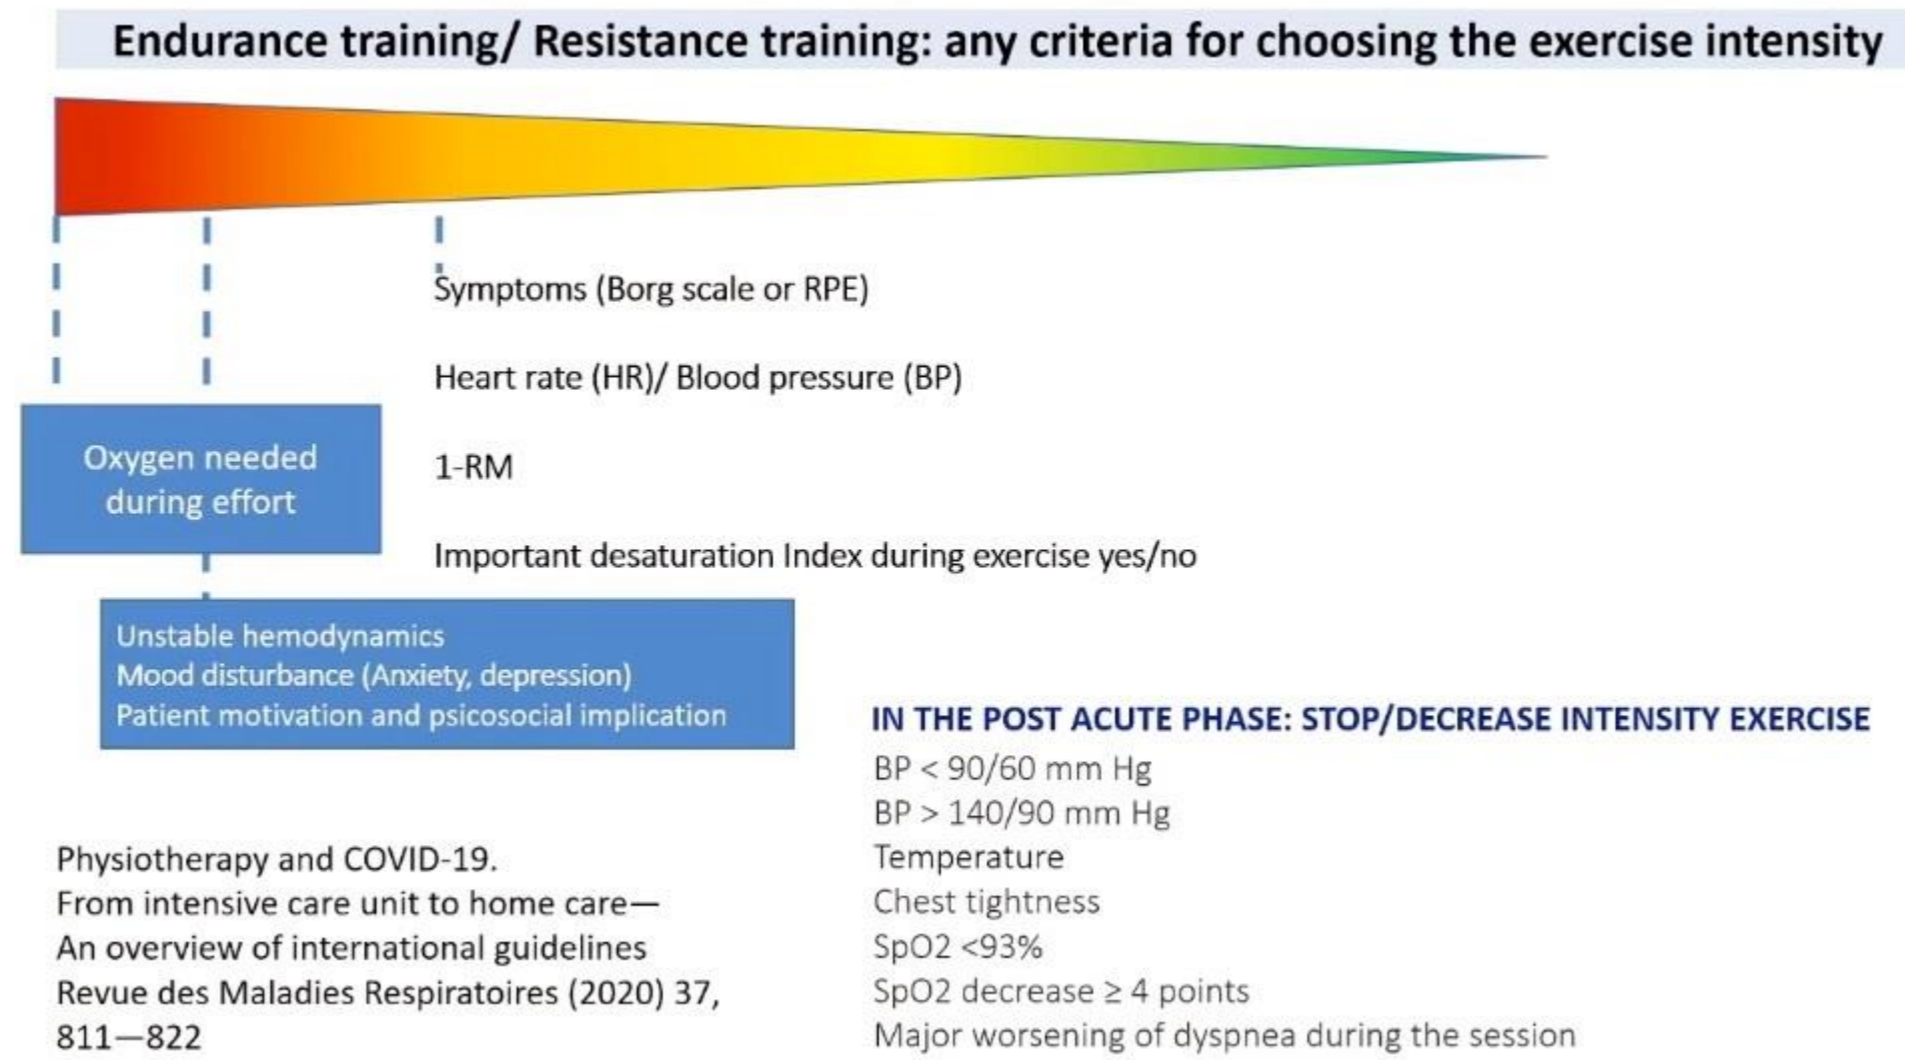 Endurance training/ Resistance training: any criteria for choosing the exercise intensity
Symptoms (Borg scale or RPE)
Heart rate (HR)/ Blood pressure (BP)
1-RM
Important desaturation Index during exercise yes/no
Oxygen needed
during effort
Unstable hemodynamics
Mood disturbance (Anxiety, depression)
Patient motivation and psicosocial implication
Physiotherapy and COVID-19.
From intensive care unit to home care—
An overview of international guidelines
Revue des Maladies Respiratoires (2020) 37,
811—822
IN THE POST ACUTE PHASE: STOP/DECREASE INTENSITY EXERCISE
BP < 90/60 mm Hg
BP > 140/90 mm Hg
Temperature
Chest tightness
SpO2 <93%
SpO2 decrease ≥ 4 points
Major worsening of dyspnea during the session